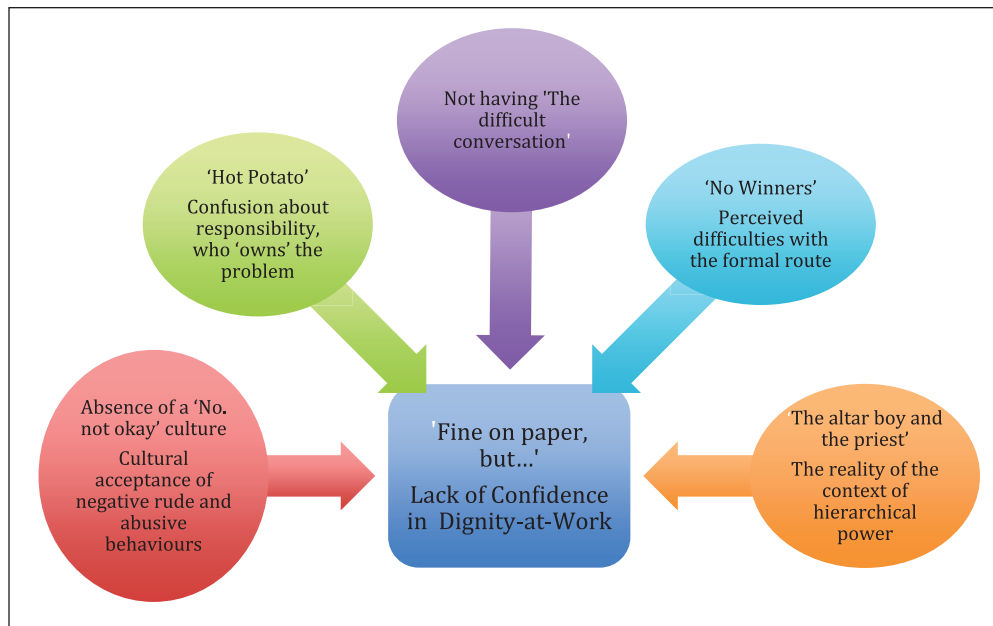 Not having 'The
difficult
conversation'
'Hot Potato'
Confusion about
responsibility,
who 'owns' the
problem
'No Winners'
Perceived
difficulties with
the formal route
Absence of a 'No.
not okay' culture
Cultural
acceptance of
negative rude and
abusive
behaviours
'Fine on paper,
but...'
Lack of Confidence
in Dignity-at-Work
'The altar boy and
the priest'
The reality of the
context of
hierarchical
power